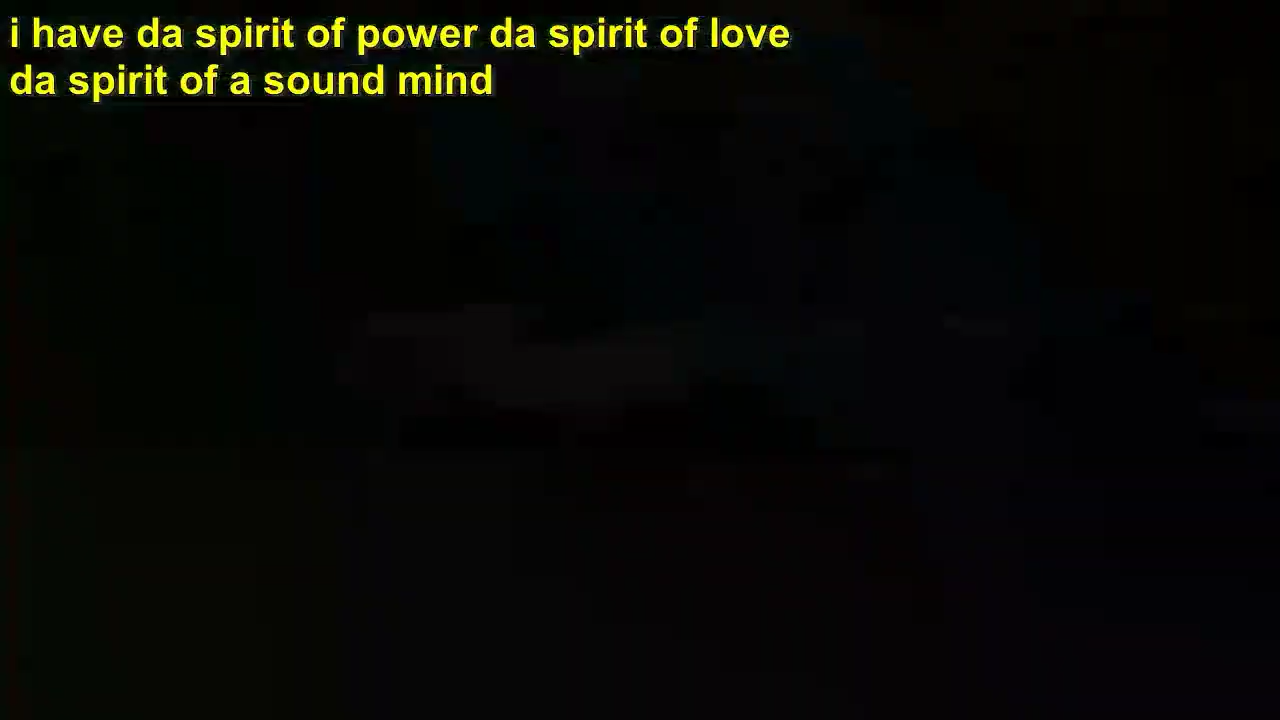 i have da spirit of power da spirit of love
da spirit of a sound mind